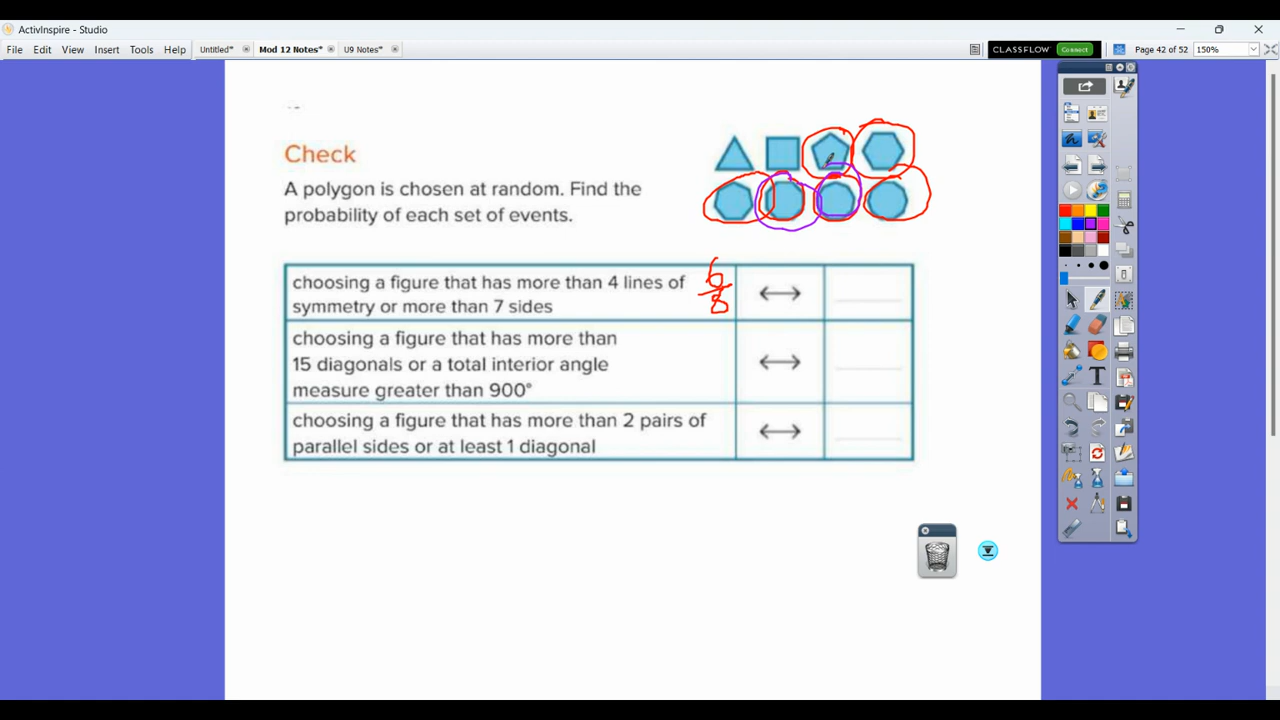 ActivInspire - Studio
File Edit View Insert Tools Help Untitled* Mod 12 Notes* U9 Notes* CLASSFLOW Connect Page 42 of 52 150%
Check
A polygon is chosen at random. Find the
probability of each set of events.
choosing a figure that has more than 4 lines of
symmetry or more than 7 sides
6
8
choosing a figure that has more than
15 diagonals or a total interior angle
measure greater than 900°
choosing a figure that has more than 2 pairs of
parallel sides or at least 1 diagonal